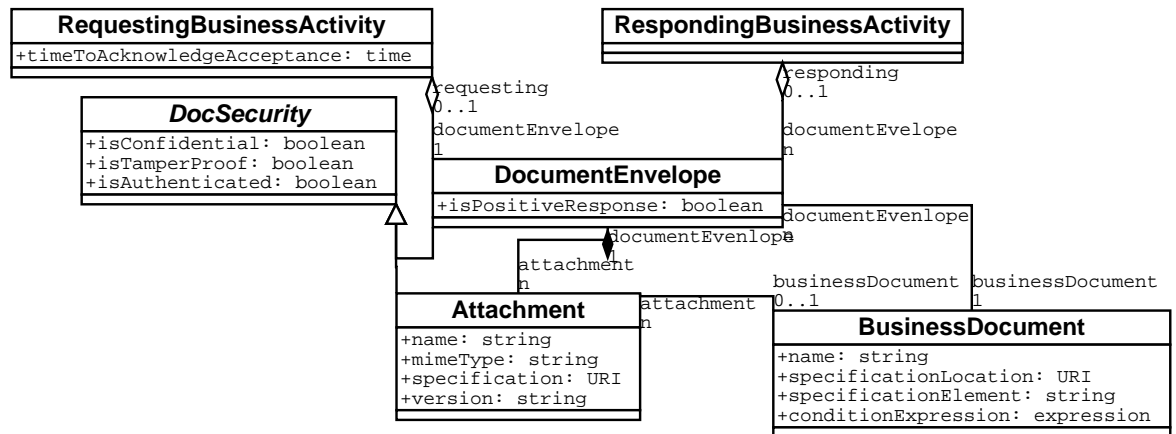 RequestingBusinessActivity
+timeToAcknowledgeAcceptance: time
RespondingBusinessActivity
requesting
0..1
responding
0..1
DocSecurity
+isConfidential: boolean
+isTamperProof: boolean
+isAuthenticated: boolean
documentEnvelope
1
documentEvelope
n
DocumentEnvelope
+isPositiveResponse: boolean
documentEvenlope
1
documentEvenlope
n
attachment
n
businessDocument
0..1
businessDocument
1
attachment
n
Attachment
+name: string
+mimeType: string
+specification: URI
+version: string
BusinessDocument
+name: string
+specificationLocation: URI
+specificationElement: string
+conditionExpression: expression